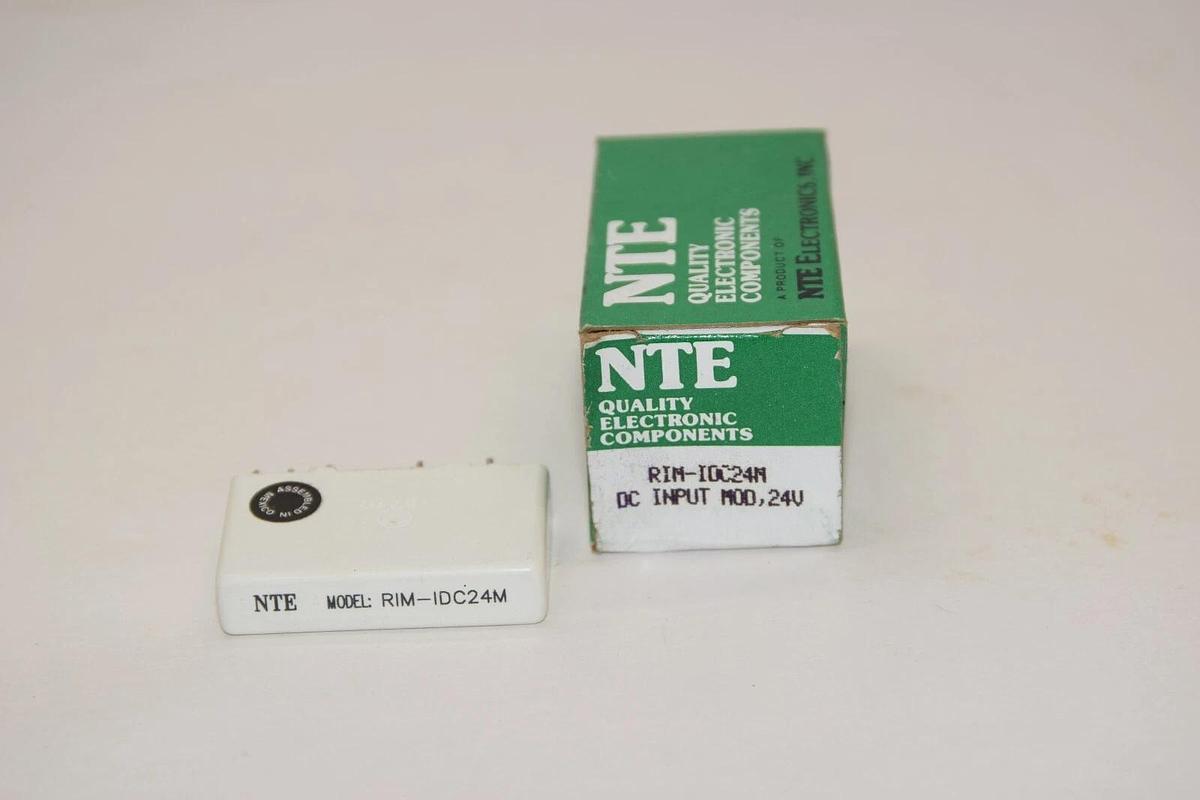 NTE
QUALITY
ELECTRONIC
COMPONENTS
A PRODUCT OF
NTE ELECTRONICS, INC
NTE
QUALITY
ELECTRONIC
COMPONENTS
RIM-IDC24M
DC INPUT MOD,24V
ASSEMBLED IN MEXICO
NTE MODEL: RIM-IDC24M